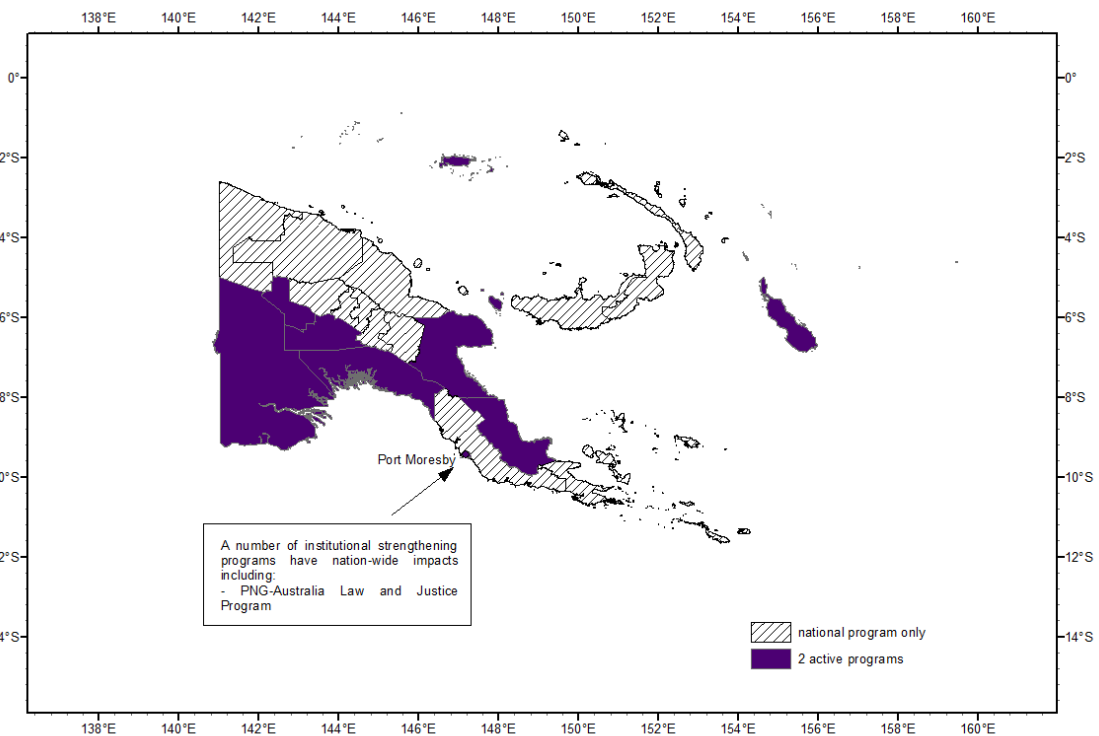 138°E 140°E 142°E 144°E 146°E 148°E 150°E 152°E 154°E 156°E 158°E 160°E
0° 0°
2°S 2°S
4°S 4°S
6°S 6°S
8°S 8°S
Port Moresby
0°S 10°S
A number of institutional strengthening
programs have nation-wide impacts
including:
- PNG-Australia Law and Justice
Program
2°S 12°S
national program only
4°S 14°S
2 active programs
138°E 140°E 142°E 144°E 146°E 148°E 150°E 152°E 154°E 156°E 158°E 160°E